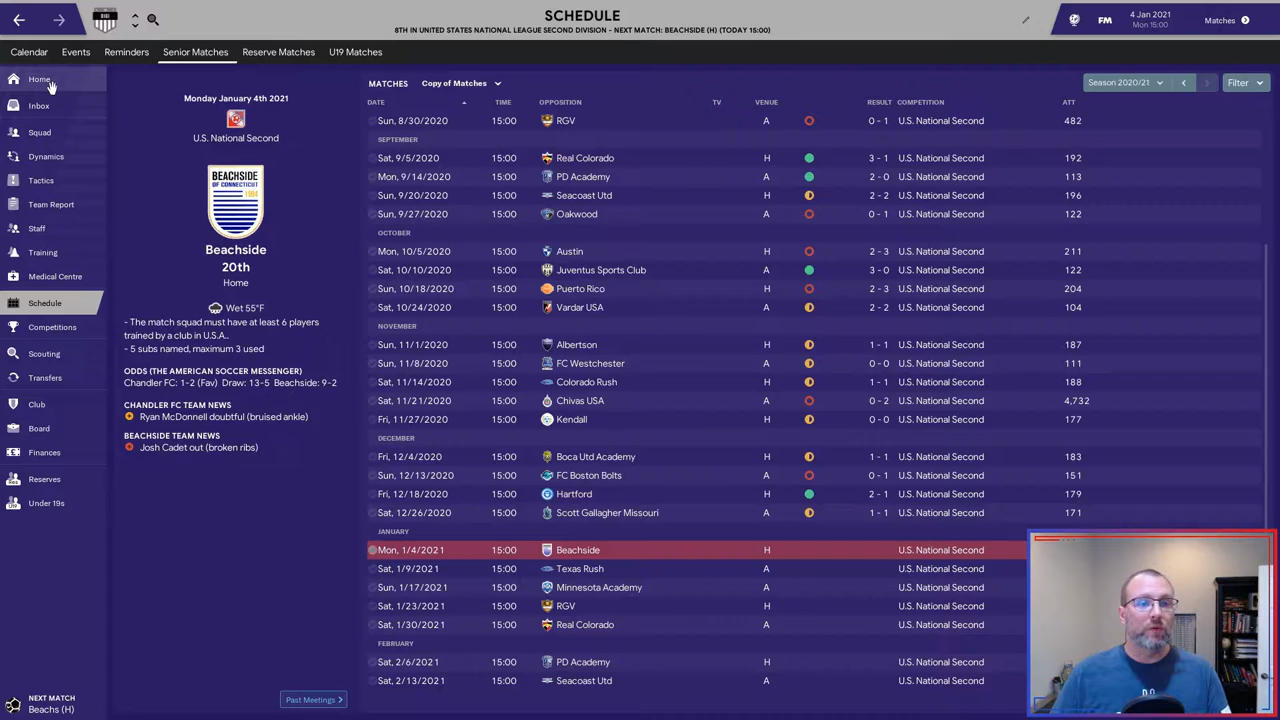 SCHEDULE
8TH IN UNITED STATES NATIONAL LEAGUE SECOND DIVISION - NEXT MATCH: BEACHSIDE (H) (TODAY 15:00)
FM
4 Jan 2021
Mon 15:00
Matches
Calendar Events Reminders Senior Matches Reserve Matches U19 Matches
Home
Inbox
Squad
Dynamics
Tactics
Team Report
Staff
Training
Medical Centre
Schedule
Competitions
Scouting
Transfers
Club
Board
Finances
Reserves
Under 19s
NEXT MATCH
Beachs (H)
Monday January 4th 2021
U.S. National Second
BEACHSIDE
OF CONNECTICUT
Beachside
20th
Home
Wet 55°F
- The match squad must have at least 6 players
trained by a club in U.S.A..
- 5 subs named, maximum 3 used
ODDS (THE AMERICAN SOCCER MESSENGER)
Chandler FC: 1-2 (Fav) Draw: 13-5 Beachside: 9-2
CHANDLER FC TEAM NEWS
Ryan McDonnell doubtful (bruised ankle)
BEACHSIDE TEAM NEWS
Josh Cadet out (broken ribs)
Past Meetings
MATCHES Copy of Matches Season 2020/21 Filter
DATE TIME OPPOSITION TV VENUE RESULT COMPETITION ATT
Sun, 8/30/2020 15:00 RGV A 0 - 1 U.S. National Second 482
SEPTEMBER
Sat, 9/5/2020 15:00 Real Colorado H 3 - 1 U.S. National Second 192
Mon, 9/14/2020 15:00 PD Academy A 2 - 0 U.S. National Second 113
Sun, 9/20/2020 15:00 Seacoast Utd H 2 - 2 U.S. National Second 196
Sun, 9/27/2020 15:00 Oakwood A 0 - 1 U.S. National Second 122
OCTOBER
Mon, 10/5/2020 15:00 Austin H 2 - 3 U.S. National Second 211
Sat, 10/10/2020 15:00 Juventus Sports Club A 3 - 0 U.S. National Second 122
Sun, 10/18/2020 15:00 Puerto Rico H 2 - 3 U.S. National Second 204
Sat, 10/24/2020 15:00 Vardar USA A 2 - 2 U.S. National Second 104
NOVEMBER
Sun, 11/1/2020 15:00 Albertson H 1 - 1 U.S. National Second 187
Sun, 11/8/2020 15:00 FC Westchester A 0 - 0 U.S. National Second 111
Sat, 11/14/2020 15:00 Colorado Rush H 1 - 1 U.S. National Second 188
Sat, 11/21/2020 15:00 Chivas USA A 0 - 2 U.S. National Second 4,732
Fri, 11/27/2020 15:00 Kendall H 0 - 0 U.S. National Second 177
DECEMBER
Fri, 12/4/2020 15:00 Boca Utd Academy H 1 - 1 U.S. National Second 183
Sun, 12/13/2020 15:00 FC Boston Bolts A 0 - 1 U.S. National Second 151
Fri, 12/18/2020 15:00 Hartford H 2 - 1 U.S. National Second 179
Sat, 12/26/2020 15:00 Scott Gallagher Missouri A 1 - 1 U.S. National Second 171
JANUARY
Mon, 1/4/2021 15:00 Beachside H U.S. National Second
Sat, 1/9/2021 15:00 Texas Rush A U.S. National Second
Sun, 1/17/2021 15:00 Minnesota Academy A U.S. National Second
Sat, 1/23/2021 15:00 RGV H U.S. National Second
Sat, 1/30/2021 15:00 Real Colorado A U.S. National Second
FEBRUARY
Sat, 2/6/2021 15:00 PD Academy H U.S. National Second
Sat, 2/13/2021 15:00 Seacoast Utd A U.S. National Second